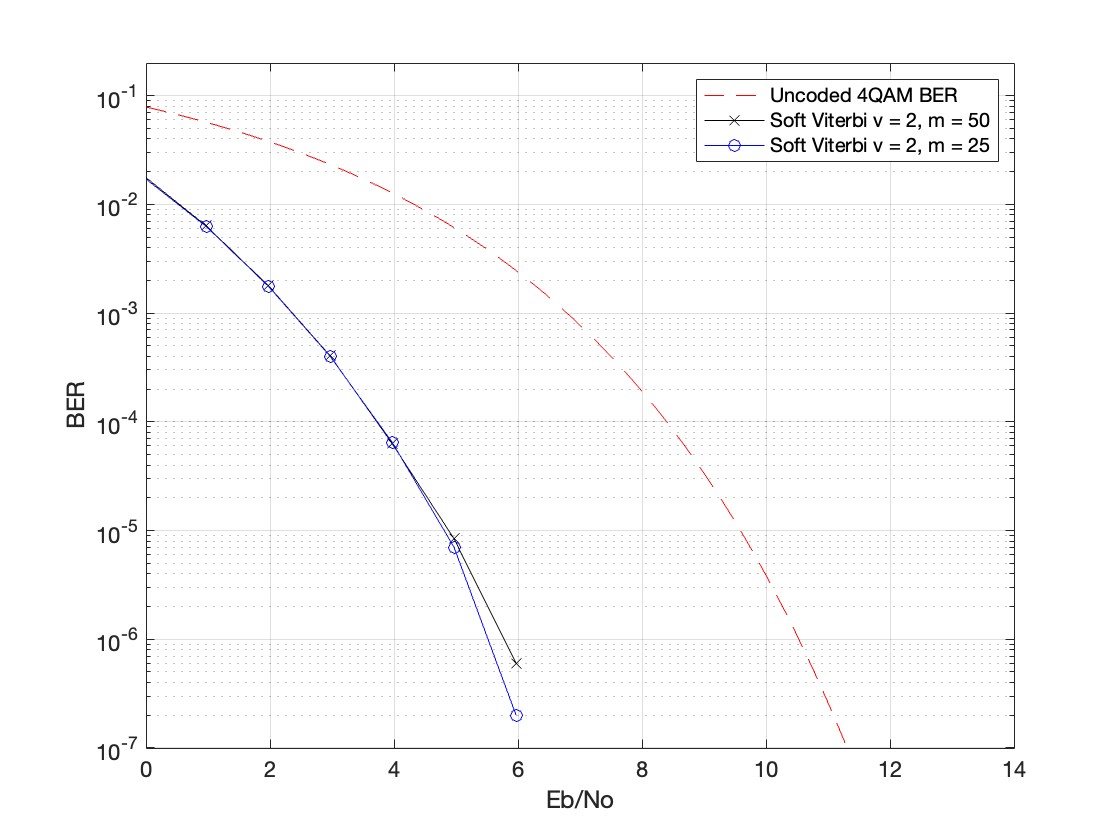 Uncoded 4QAM BER
Soft Viterbi v = 2, m = 50
Soft Viterbi v = 2, m = 25
10^-1
10^-2
10^-3
10^-4
10^-5
10^-6
10^-7
BER
0 2 4 6 8 10 12 14
Eb/No